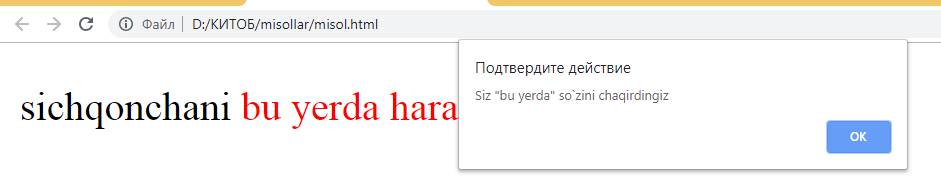 Файл | D:/КИТОБ/misollar/misol.html
Подтвердите действие
Siz "bu yerda" so`zini chaqirdingiz
OK
sichqonchani bu yerda hara